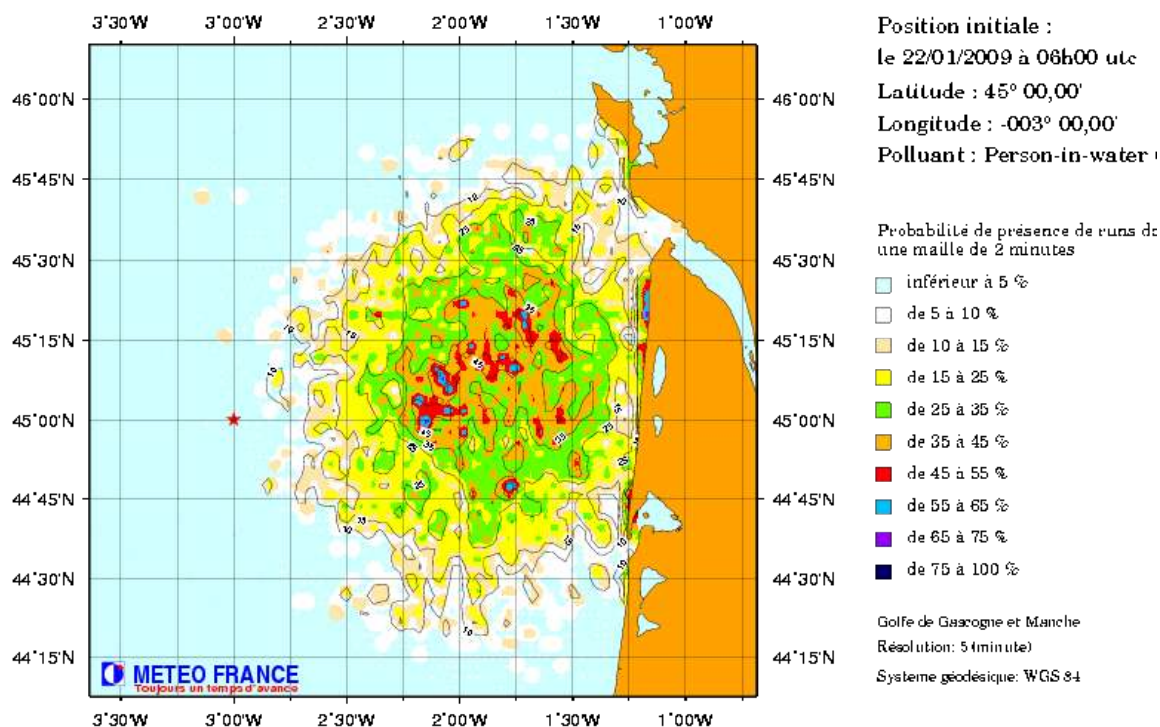 3°30'W 3°00'W 2°30'W 2°00'W 1°30'W 1°00'W
46°00'N 46°00'N
45°45'N 45°45'N
45°30'N 45°30'N
45°15'N 45°15'N
45°00'N 45°00'N
44°45'N 44°45'N
44°30'N 44°30'N
44°15'N 44°15'N
METEO FRANCE
Toujours un temps d'avance
3°30'W 3°00'W 2°30'W 2°00'W 1°30'W 1°00'W
Position initiale :
le 22/01/2009 à 06h00 utc
Latitude : 45° 00,00'
Longitude : -003° 00,00'
Polluant : Person-in-water
Probabilité de présence de runs
une maille de 2 minutes
inférieur à 5 %
de 5 à 10 %
de 10 à 15 %
de 15 à 25 %
de 25 à 35 %
de 35 à 45 %
de 45 à 55 %
de 55 à 65 %
de 65 à 75 %
de 75 à 100 %
Golfe de Gascogne et Manche
Résolution: 5 (minute)
Systeme géodésique: WGS 84